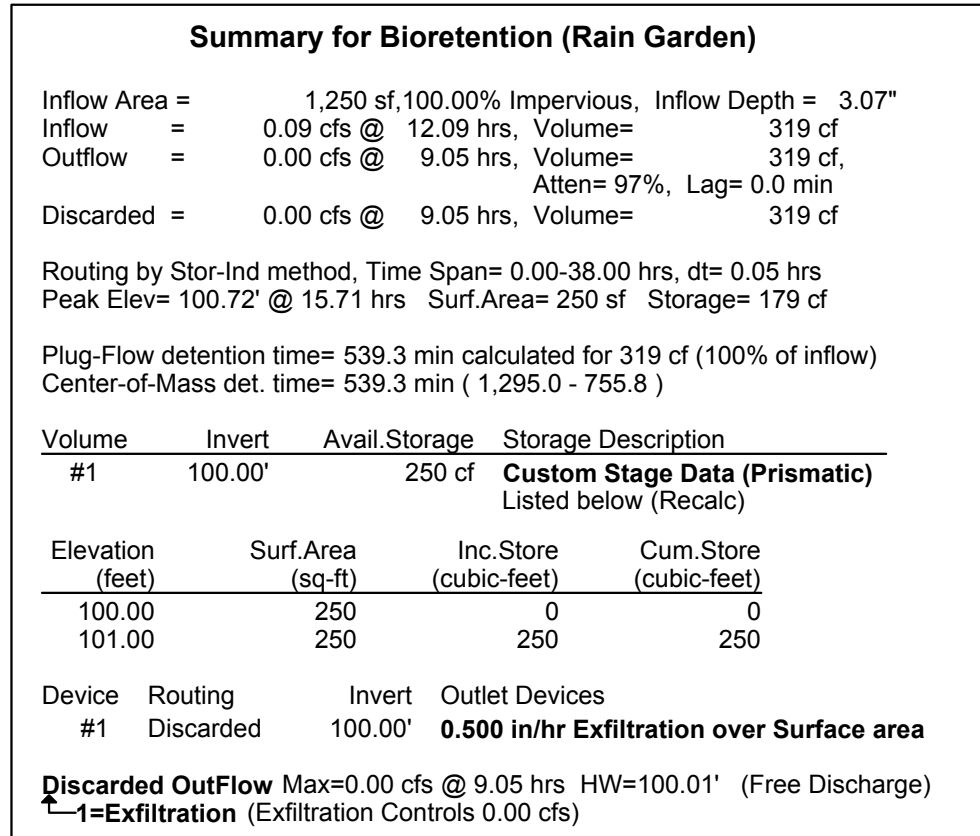 Summary for Bioretention (Rain Garden)
Inflow Area = 1,250 sf,100.00% Impervious, Inflow Depth = 3.07"
Inflow = 0.09 cfs @ 12.09 hrs, Volume= 319 cf
Outflow = 0.00 cfs @ 9.05 hrs, Volume= 319 cf,
Atten= 97%, Lag= 0.0 min
Discarded = 0.00 cfs @ 9.05 hrs, Volume= 319 cf
Routing by Stor-Ind method, Time Span= 0.00-38.00 hrs, dt= 0.05 hrs
Peak Elev= 100.72' @ 15.71 hrs Surf.Area= 250 sf Storage= 179 cf
Plug-Flow detention time= 539.3 min calculated for 319 cf (100% of inflow)
Center-of-Mass det. time= 539.3 min ( 1,295.0 - 755.8 )
Volume Invert Avail.Storage Storage Description
#1 100.00' 250 cf Custom Stage Data (Prismatic)
Listed below (Recalc)
Elevation Surf.Area Inc.Store Cum.Store
(feet) (sq-ft) (cubic-feet) (cubic-feet)
100.00 250 0 0
101.00 250 250 250
Device Routing Invert Outlet Devices
#1 Discarded 100.00' 0.500 in/hr Exfiltration over Surface area
Discarded OutFlow Max=0.00 cfs @ 9.05 hrs HW=100.01' (Free Discharge)
1=Exfiltration (Exfiltration Controls 0.00 cfs)